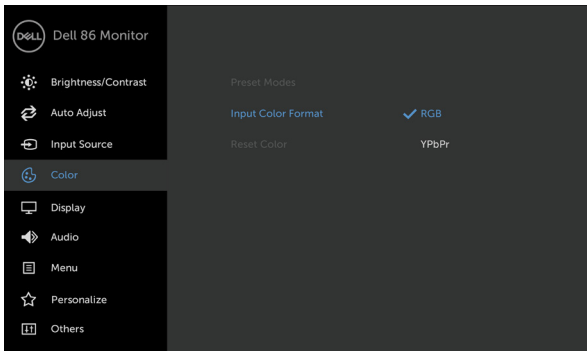 DELL Dell 86 Monitor
Brightness/Contrast
Auto Adjust
Input Source
Color
Display
Audio
Menu
Personalize
Others
Preset Modes
Input Color Format
Reset Color
RGB
YPbPr